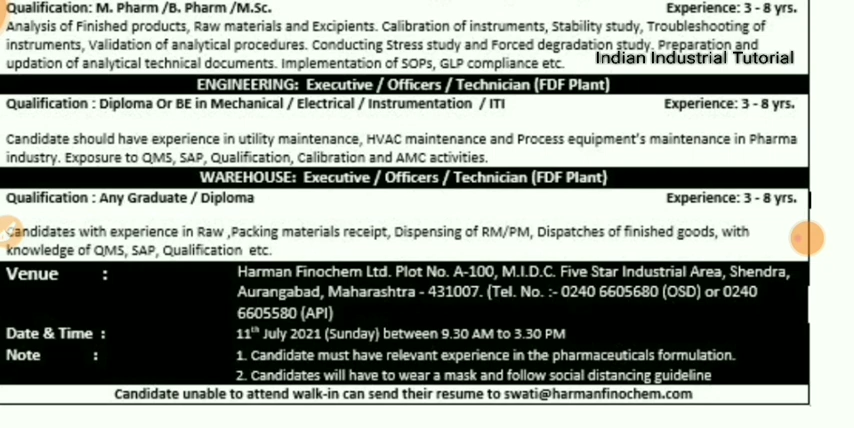 Qualification: M. Pharm /B. Pharm /M.Sc. Experience: 3 - 8 yrs.
Analysis of Finished products, Raw materials and Excipients. Calibration of instruments, Stability study, Troubleshooting of
instruments, Validation of analytical procedures. Conducting Stress study and Forced degradation study. Preparation and
updation of analytical technical documents. Implementation of SOPs, GLP compliance etc.
Indian Industrial Tutorial
ENGINEERING: Executive / Officers / Technician (FDF Plant)
Qualification : Diploma Or BE in Mechanical / Electrical / Instrumentation / ITI Experience: 3 - 8 yrs.
Candidate should have experience in utility maintenance, HVAC maintenance and Process equipment's maintenance in Pharma
industry. Exposure to QMS, SAP, Qualification, Calibration and AMC activities.
WAREHOUSE: Executive / Officers / Technician (FDF Plant)
Qualification : Any Graduate / Diploma Experience: 3 - 8 yrs.
Candidates with experience in Raw ,Packing materials receipt, Dispensing of RM/PM, Dispatches of finished goods, with
knowledge of QMS, SAP, Qualification etc.
Venue : Harman Finochem Ltd. Plot No. A-100, M.I.D.C. Five Star Industrial Area, Shendra,
Aurangabad, Maharashtra - 431007. (Tel. No. :- 0240 6605680 (OSD) or 0240
6605580 (API)
Date & Time : 11th July 2021 (Sunday) between 9.30 AM to 3.30 PM
Note : 1. Candidate must have relevant experience in the pharmaceuticals formulation.
2. Candidates will have to wear a mask and follow social distancing guideline
Candidate unable to attend walk-in can send their resume to swati@harmanfinochem.com